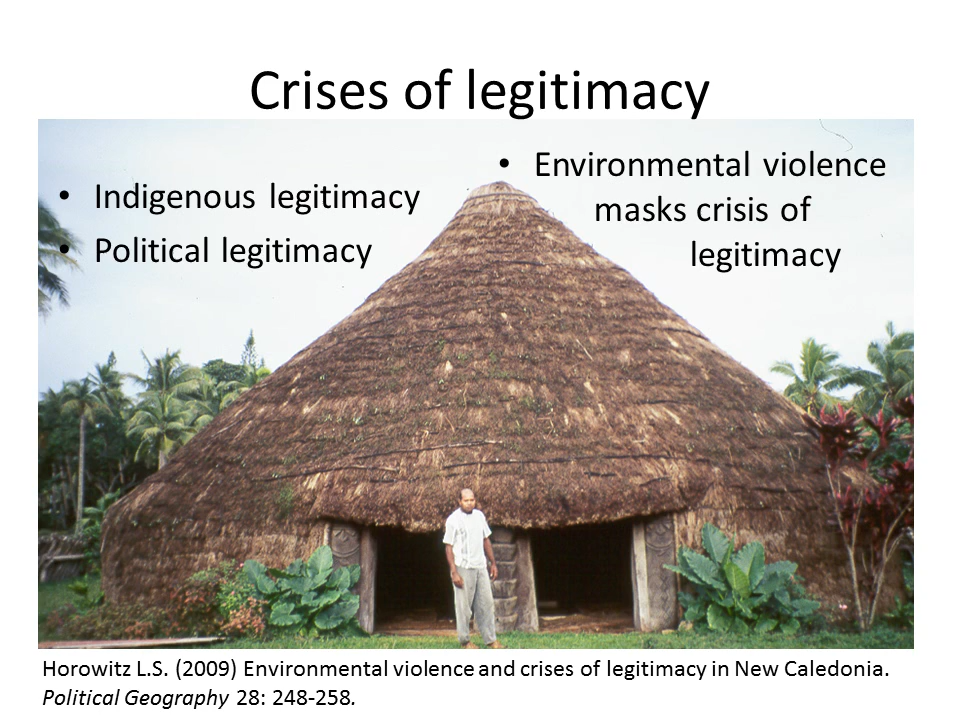 Crises of legitimacy
• Indigenous legitimacy
• Political legitimacy
• Environmental violence
masks crisis of
legitimacy
Horowitz L.S. (2009) Environmental violence and crises of legitimacy in New Caledonia.
Political Geography 28: 248-258.